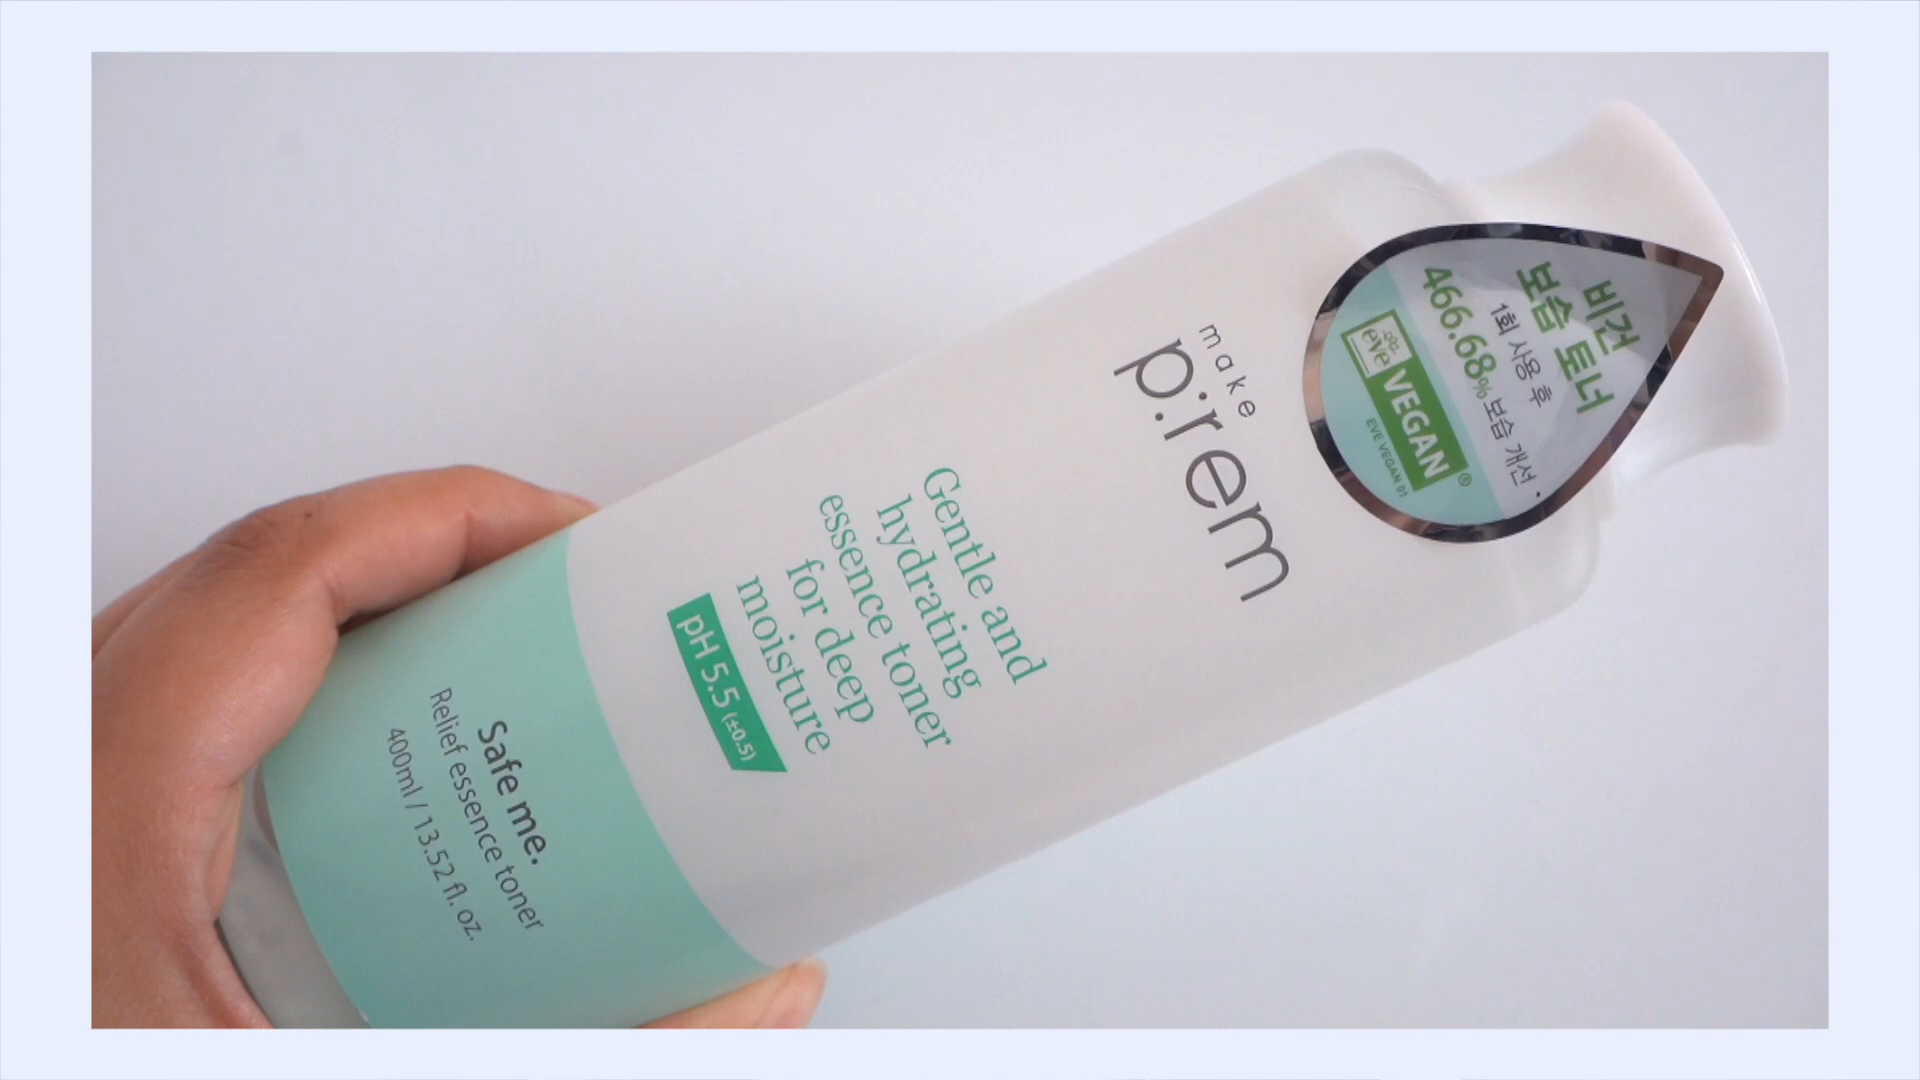 비건
보습 토너
1회 사용 후
466.68% 보습 개선
eve VEGAN®
EVE VEGAN 01
make
p:rem
Gentle and
hydrating
essence toner
for deep
moisture
pH 5.5 (±0.5)
Safe me.
Relief essence toner
400ml / 13.52 fl. oz.